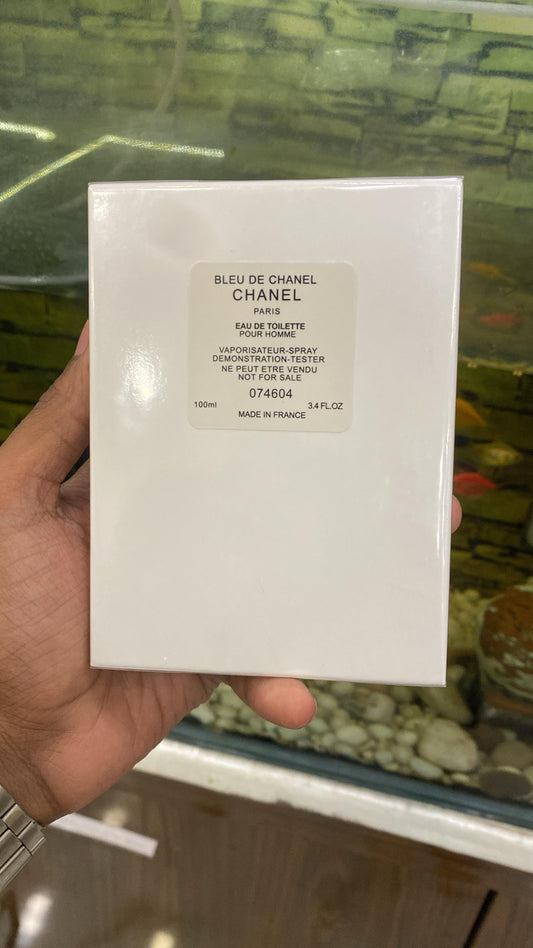 BLEU DE CHANEL
CHANEL
PARIS
EAU DE TOILETTE
POUR HOMME
VAPORISATEUR-SPRAY
DEMONSTRATION-TESTER
NE PEUT ETRE VENDU
NOT FOR SALE
074604
100ml 3.4 FL.OZ
MADE IN FRANCE